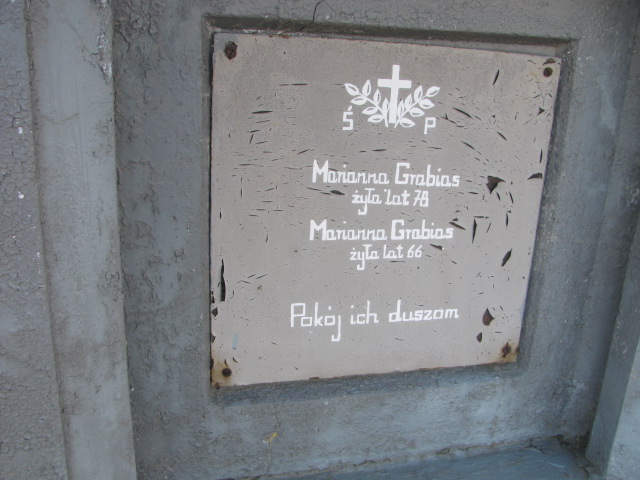 Ś P
Marianna Grabias
żyła lat 78
Marianna Grabias
żyła lat 66
Pokój ich duszom